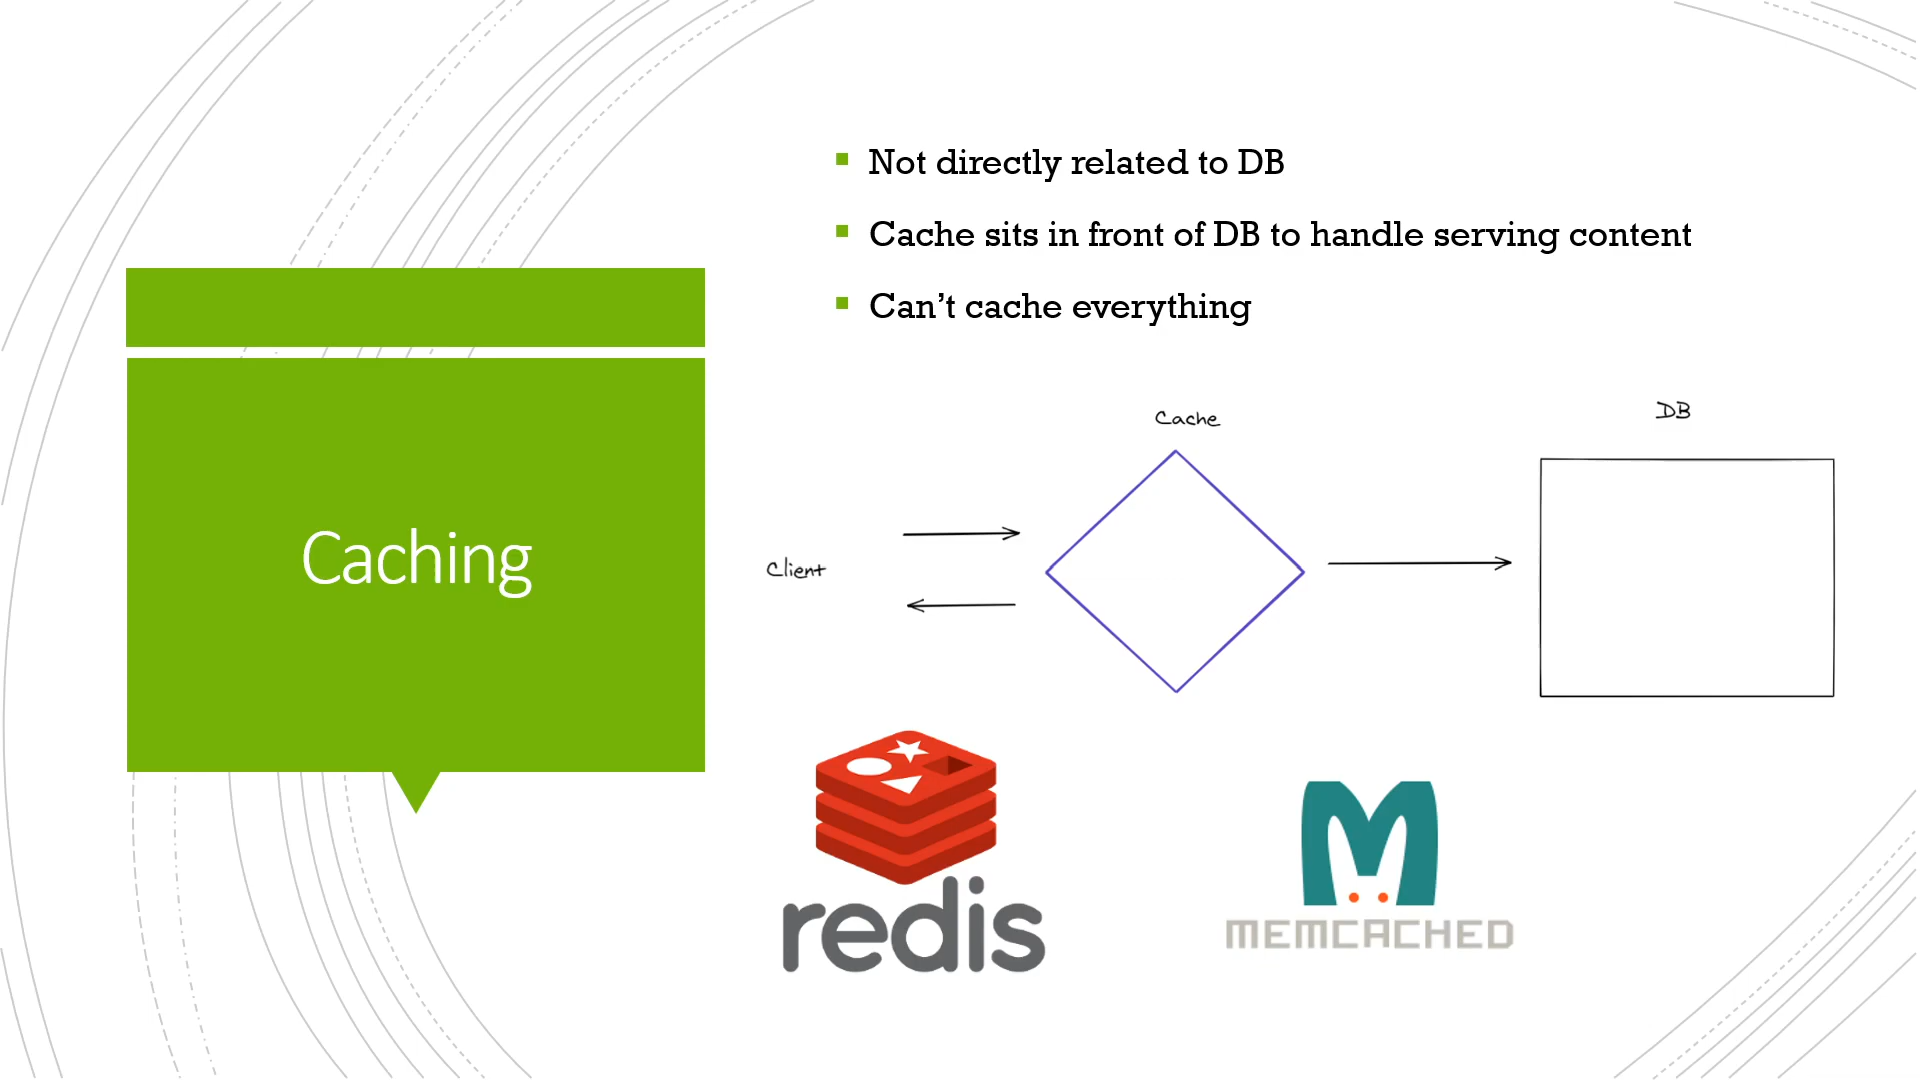 Caching
Not directly related to DB
Cache sits in front of DB to handle serving content
Can’t cache everything
Cache
DB
Client
redis
MEMCACHED